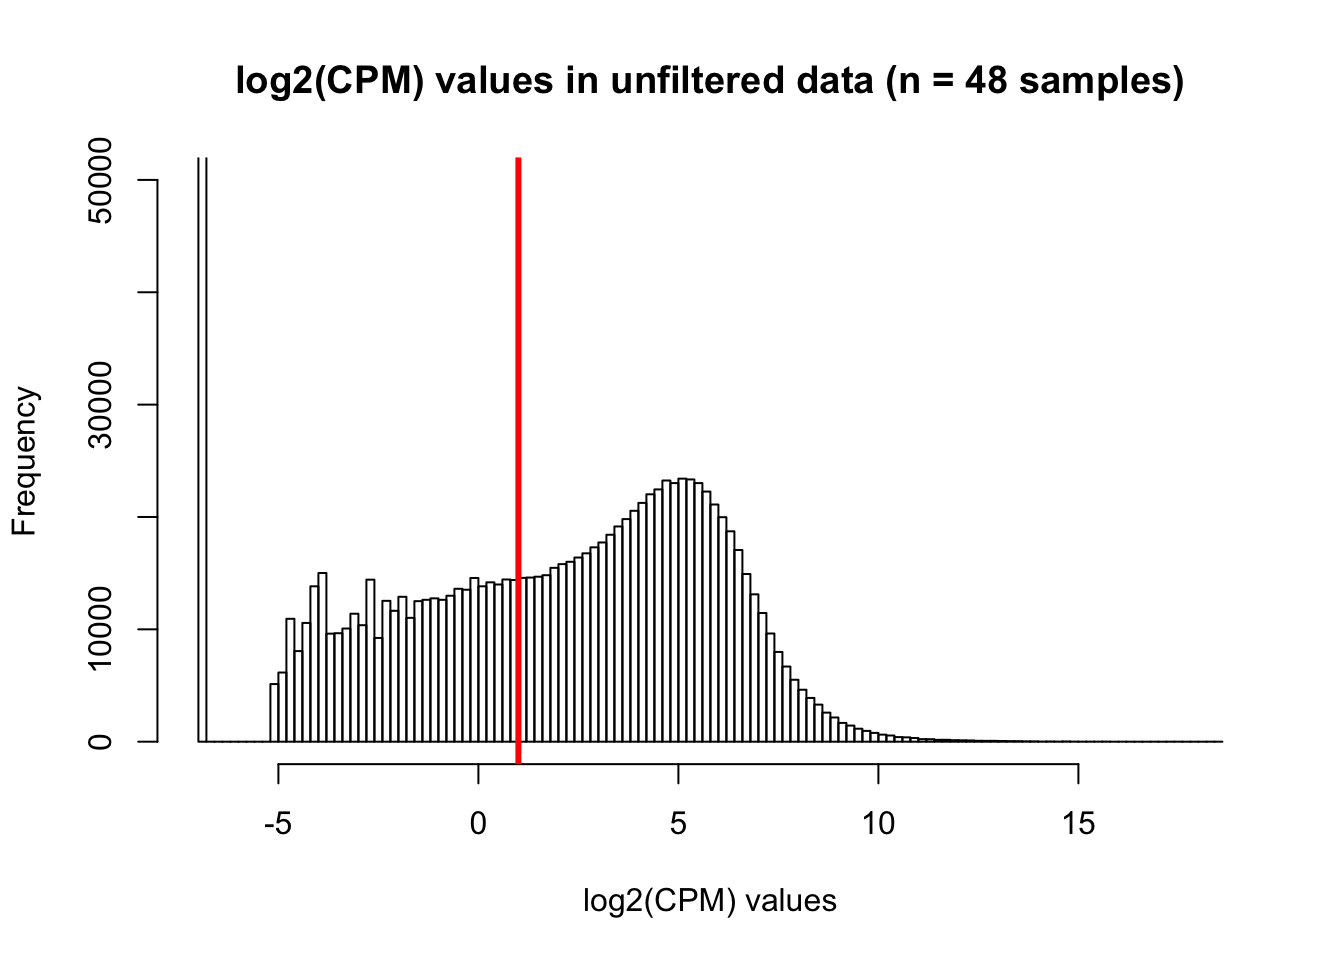 log2(CPM) values in unfiltered data (n = 48 samples)
50000
30000
10000
0
Frequency
-5 0 5 10 15
log2(CPM) values